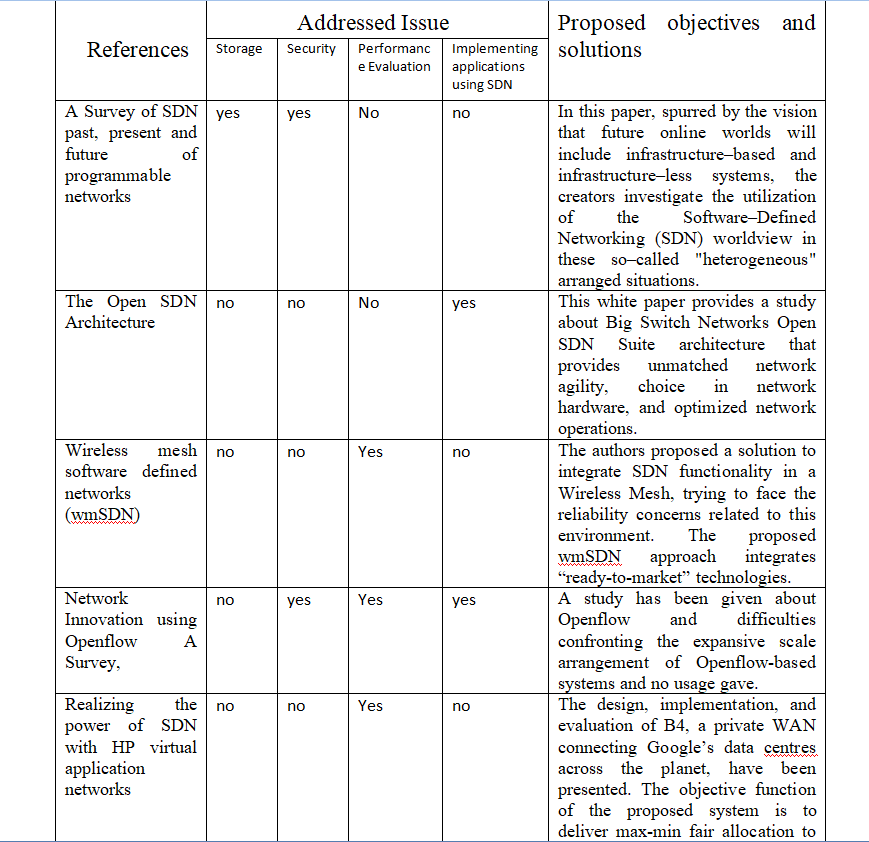 References
Addressed Issue
Proposed objectives and
solutions
Storage
Security
Performanc
e Evaluation
Implementing
applications
using SDN
A Survey of SDN
past, present and
future of
programmable
networks
yes
yes
No
no
In this paper, spurred by the vision
that future online worlds will
include infrastructure–based and
infrastructure–less systems, the
creators investigate the utilization
of the Software–Defined
Networking (SDN) worldview in
these so–called "heterogeneous"
arranged situations.
The Open SDN
Architecture
no
no
No
yes
This white paper provides a study
about Big Switch Networks Open
SDN Suite architecture that
provides unmatched network
agility, choice in network
hardware, and optimized network
operations.
Wireless mesh
software defined
networks
(wmSDN)
no
no
Yes
no
The authors proposed a solution to
integrate SDN functionality in a
Wireless Mesh, trying to face the
reliability concerns related to this
environment. The proposed
wmSDN approach integrates
“ready-to-market” technologies.
Network
Innovation using
Openflow A
Survey,
no
yes
Yes
yes
A study has been given about
Openflow and difficulties
confronting the expansive scale
arrangement of Openflow-based
systems and no usage gave.
Realizing the
power of SDN
with HP virtual
application
networks
no
no
Yes
no
The design, implementation, and
evaluation of B4, a private WAN
connecting Google’s data centres
across the planet, have been
presented. The objective function
of the proposed system is to
deliver max-min fair allocation to